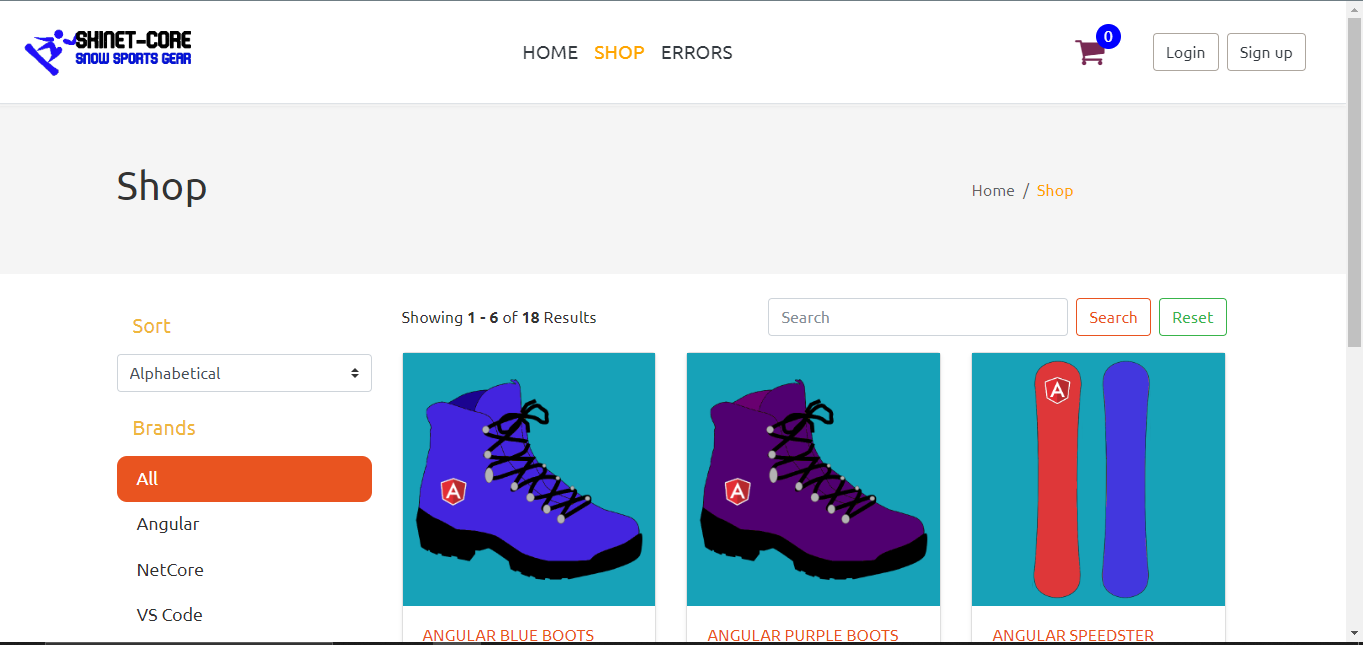 SKINET-CORE
SNOW SPORTS GEAR
HOME SHOP ERRORS
0
Login Sign up
Shop
Home / Shop
Sort
Showing 1 - 6 of 18 Results
Search Search Reset
Alphabetical
Brands
All
Angular
NetCore
VS Code
A
A
A
ANGULAR BLUE BOOTS
ANGULAR PURPLE BOOTS
ANGULAR SPEEDSTER